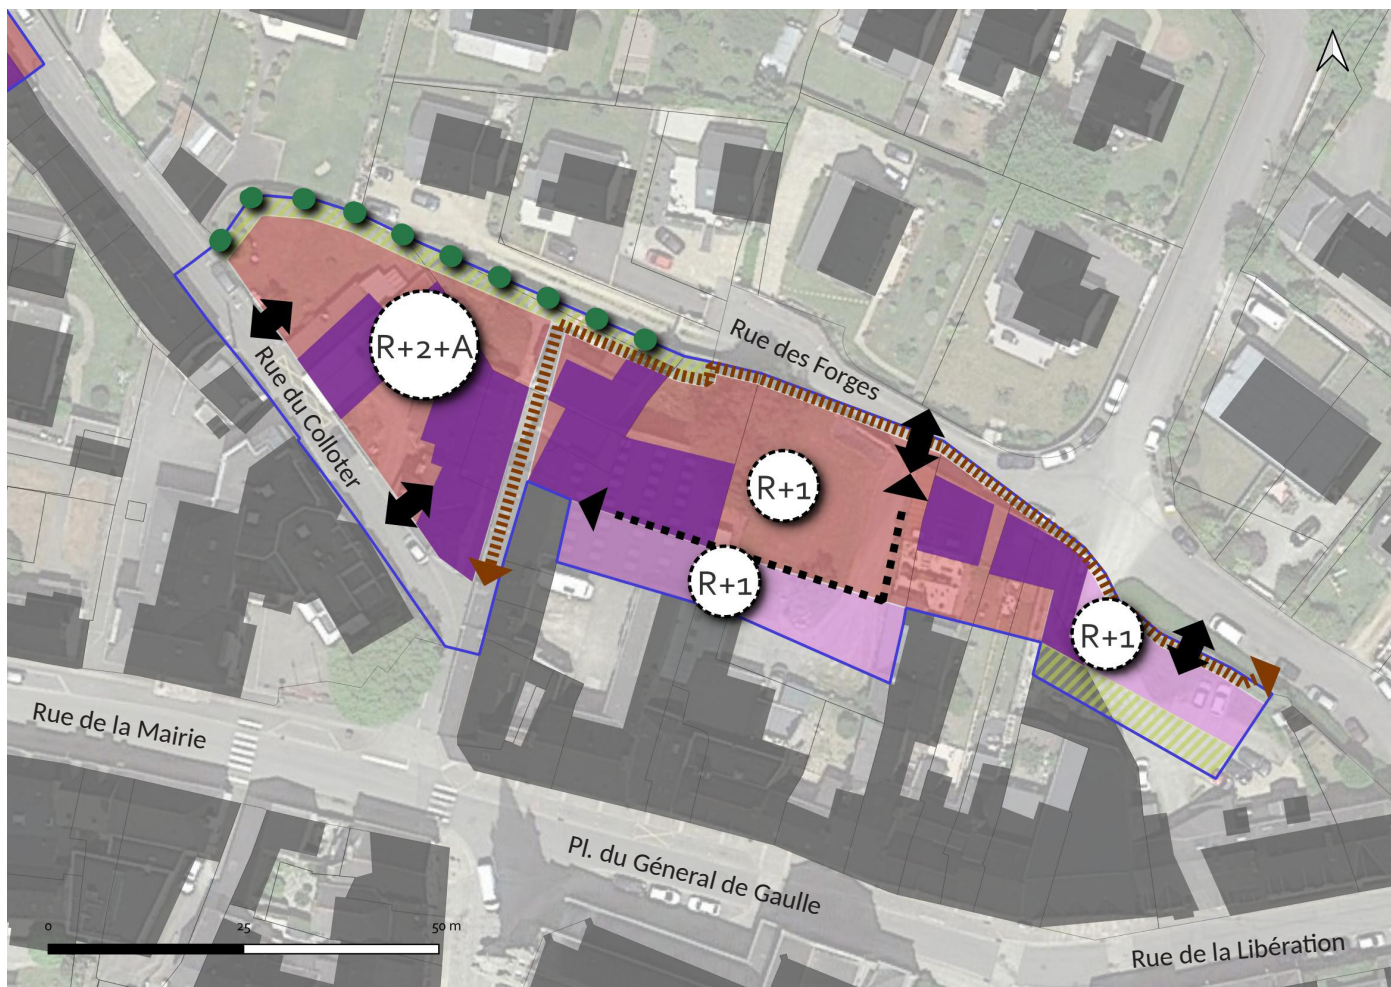 R+2+A
Rue des Forges
Rue du Colloter
R+1
R+1
R+1
Rue de la Mairie
Pl. du Géneral de Gaulle
0 25 50 m
Rue de la Libération